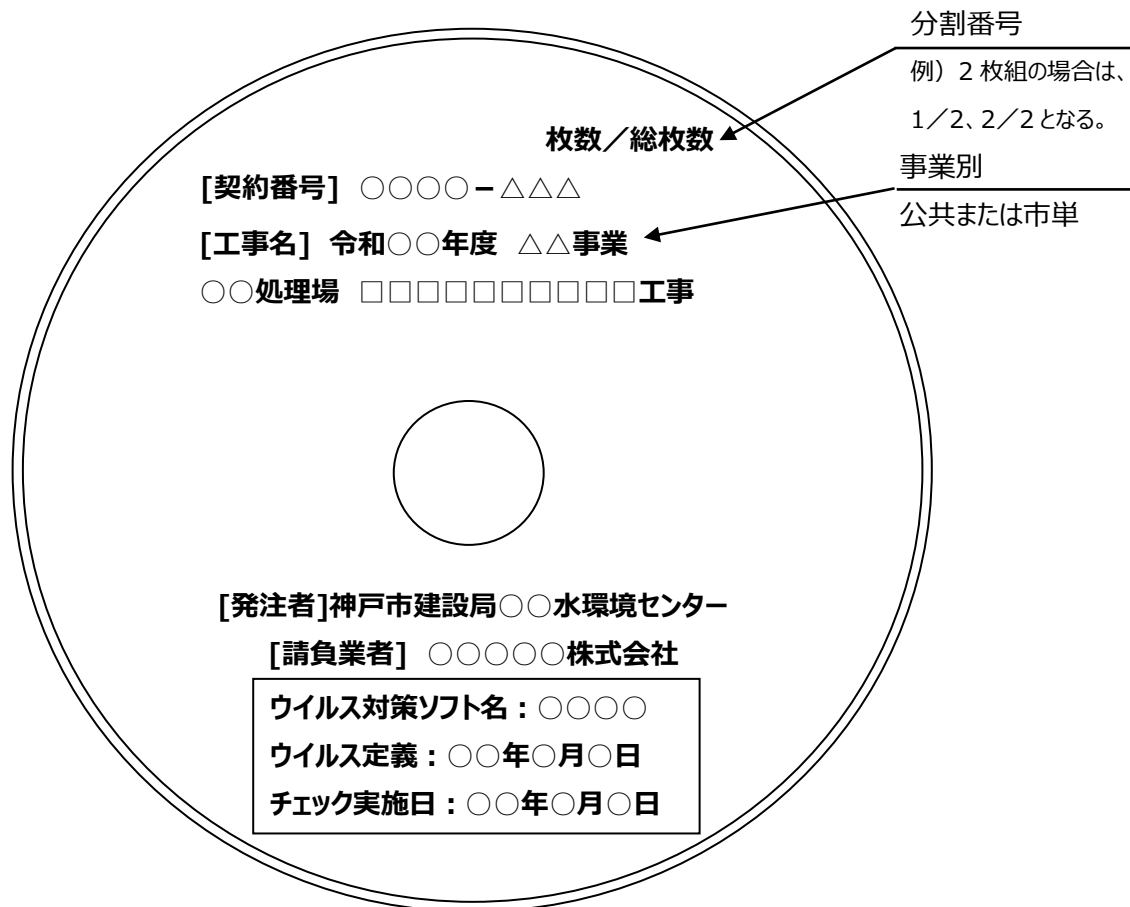 分割番号
例）2 枚組の場合は、
1／2、2／2 となる。
枚数／総枚数
事業別
公共または市単
[契約番号] ○○○○－△△△
[工事名] 令和○○年度 △△事業
○○処理場 □□□□□□□□□□工事
[発注者]神戸市建設局○○水環境センター
[請負業者] ○○○○○株式会社
ウイルス対策ソフト名：○○○○
ウイルス定義：○○年○月○日
チェック実施日：○○年○月○日